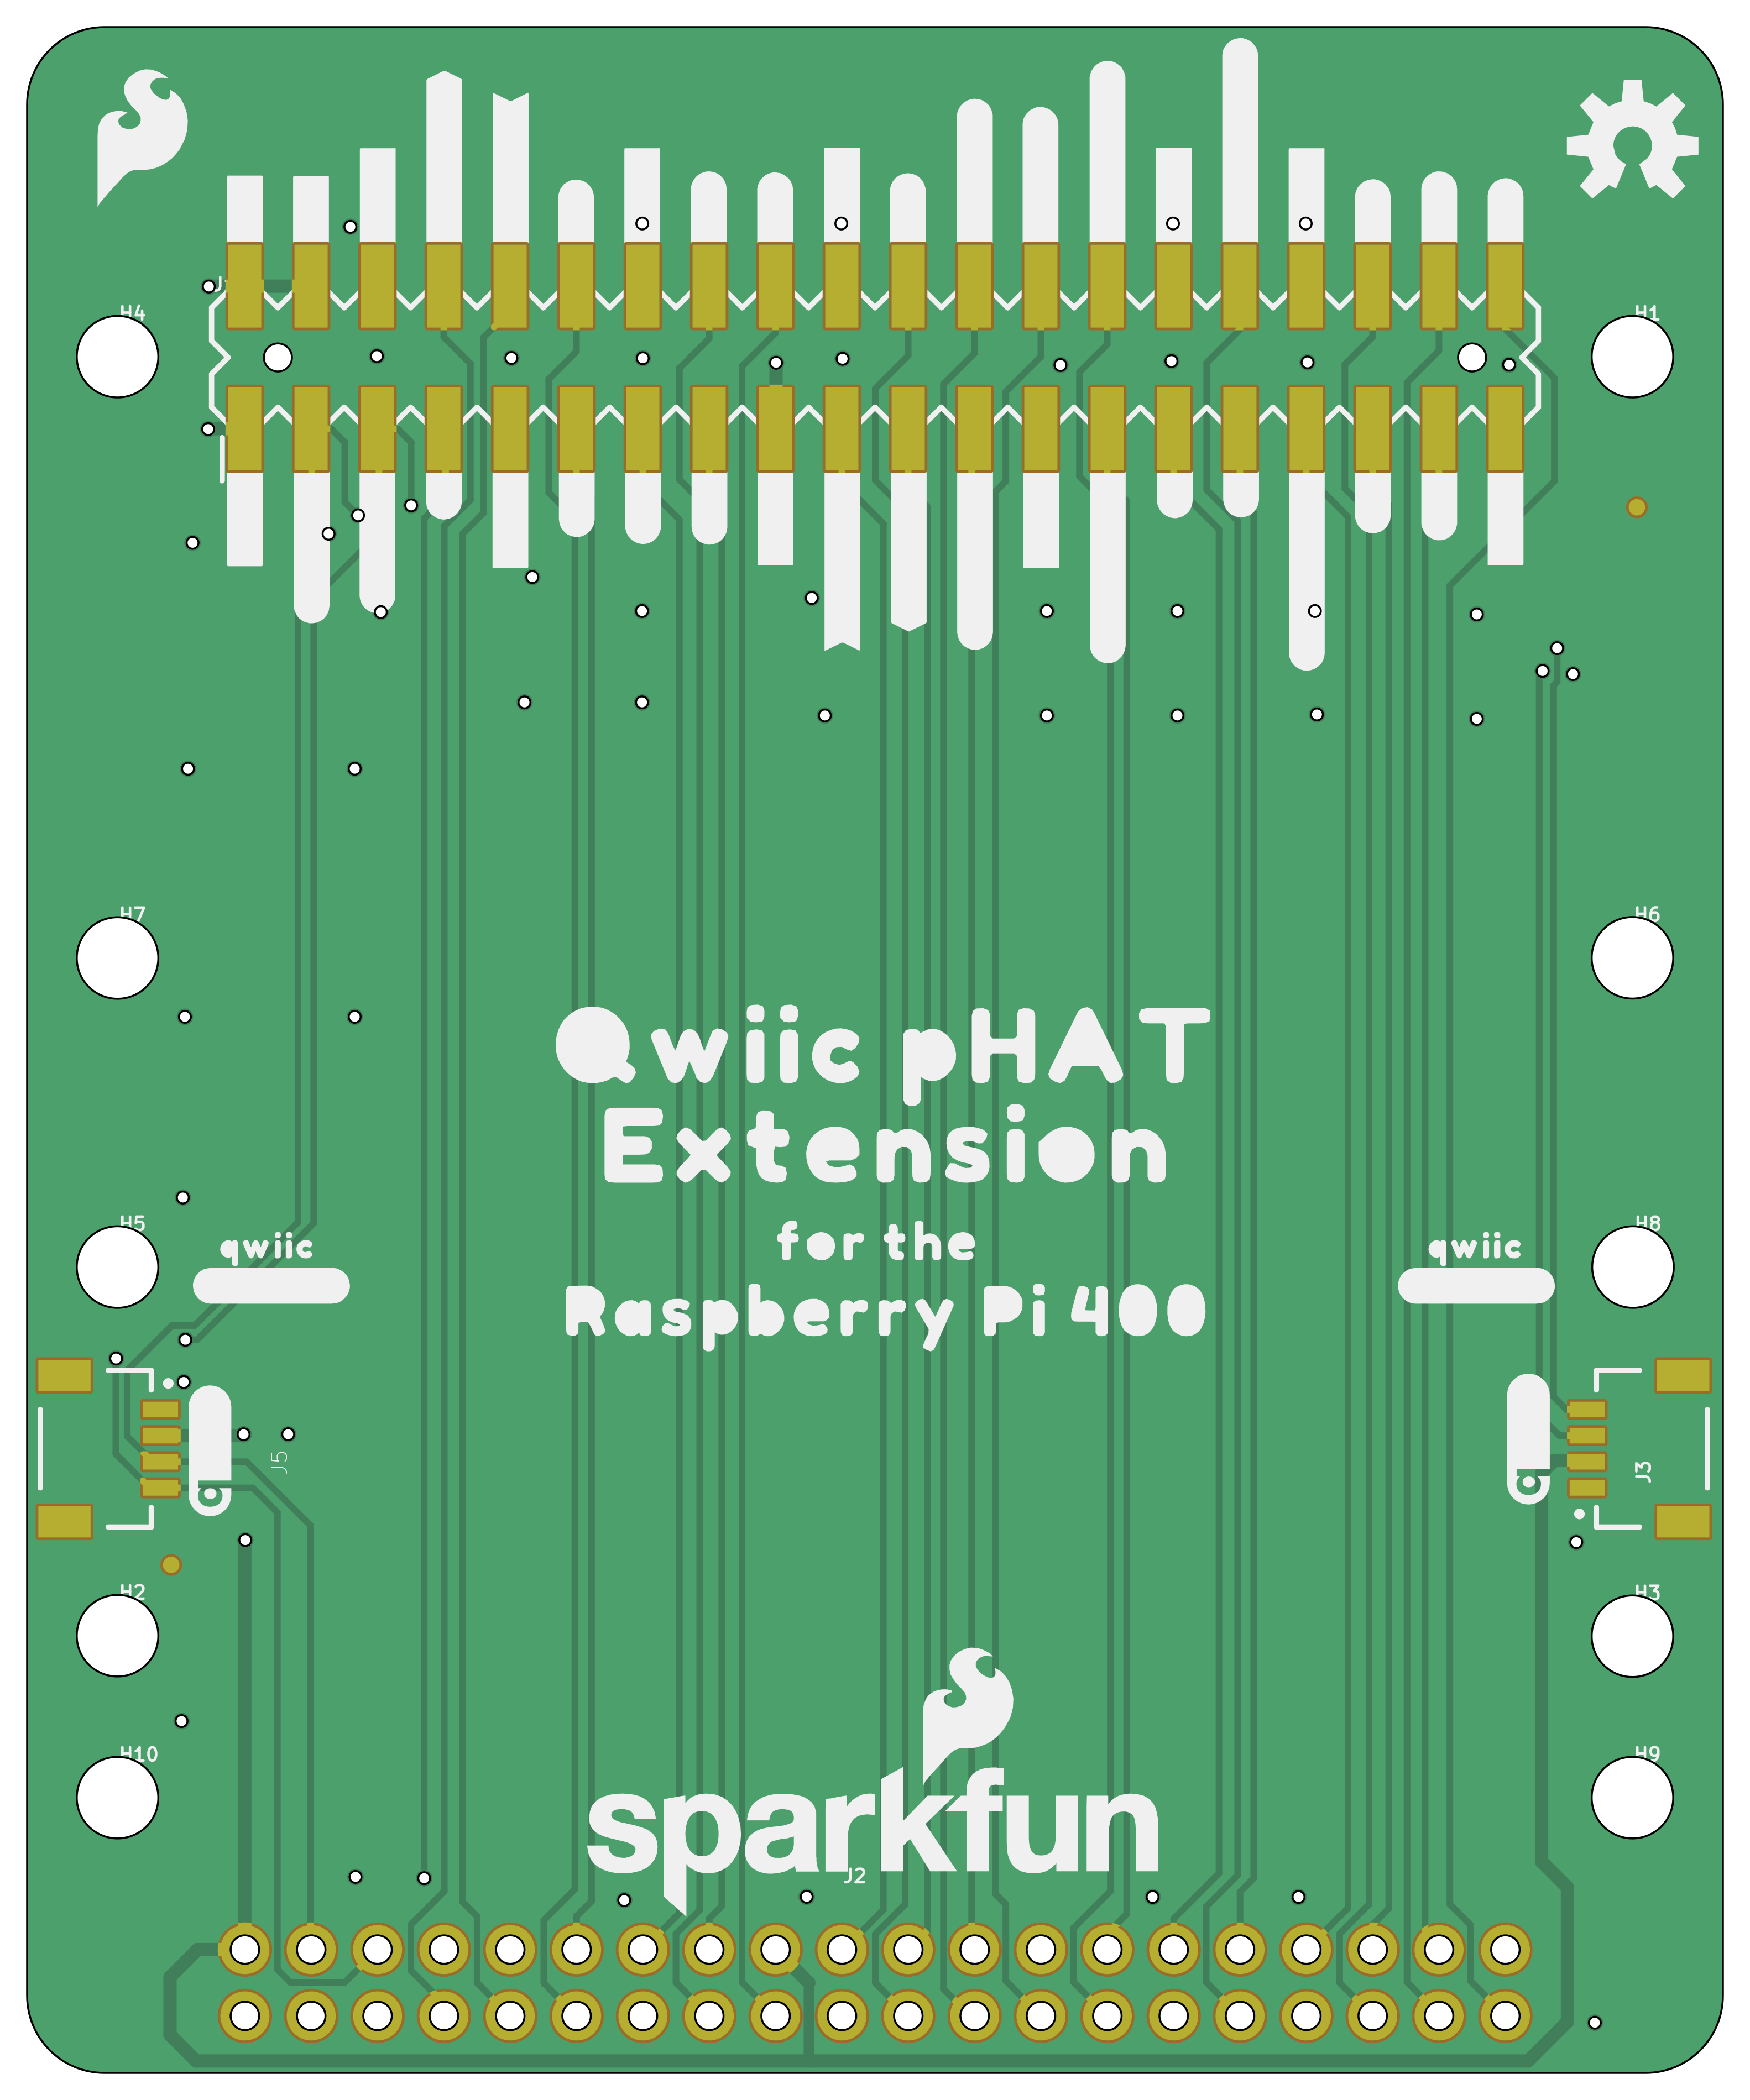 J
H4
H1
H7
H6
Qwiic pHAT
Extension
for the
Raspberry Pi 400
H5
H8
qwiic
qwiic
J5
J3
H2
H3
H10
H9
sparkfun
J2